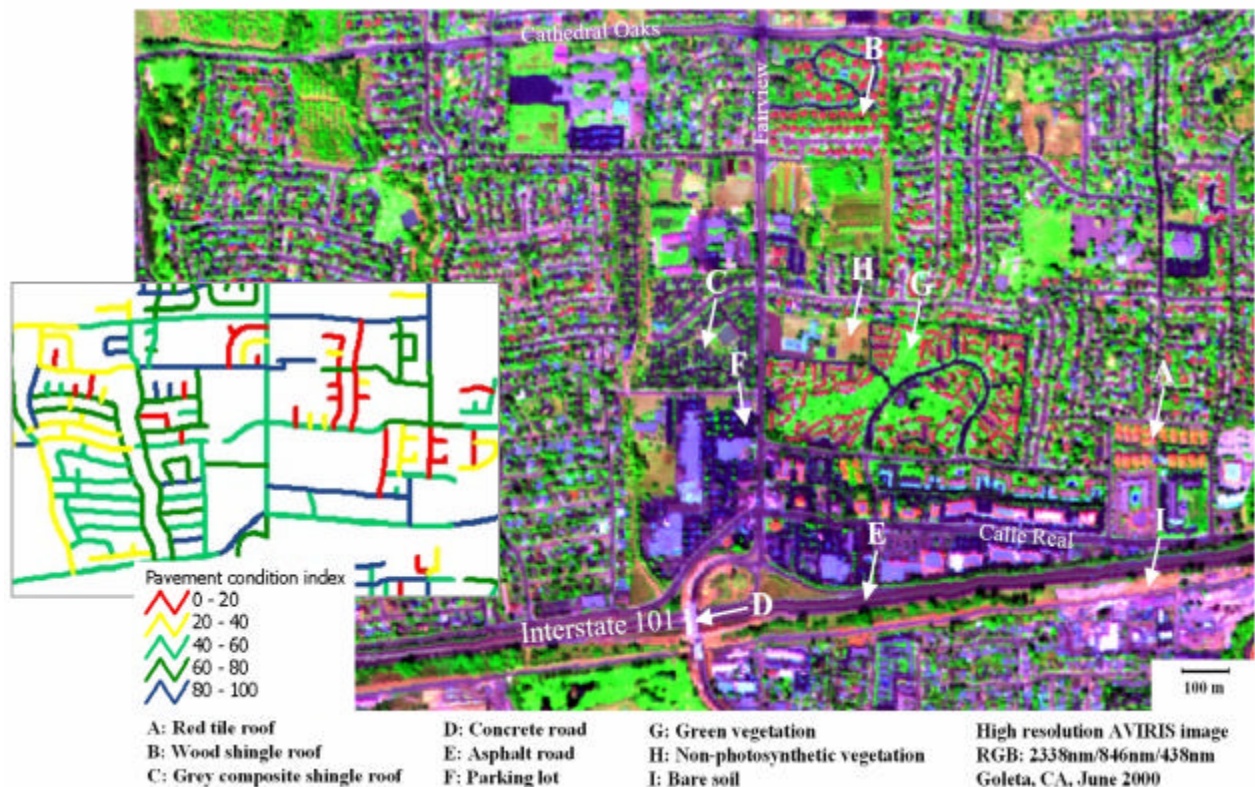 Cathedral Oaks
Fairview
B
C
H
G
F
A
E
I
D
Calle Real
Interstate 101
100 m
Pavement condition index
0 - 20
20 - 40
40 - 60
60 - 80
80 - 100
A: Red tile roof
B: Wood shingle roof
C: Grey composite shingle roof
D: Concrete road
E: Asphalt road
F: Parking lot
G: Green vegetation
H: Non-photosynthetic vegetation
I: Bare soil
High resolution AVIRIS image
RGB: 2338nm/846nm/438nm
Goleta, CA, June 2000